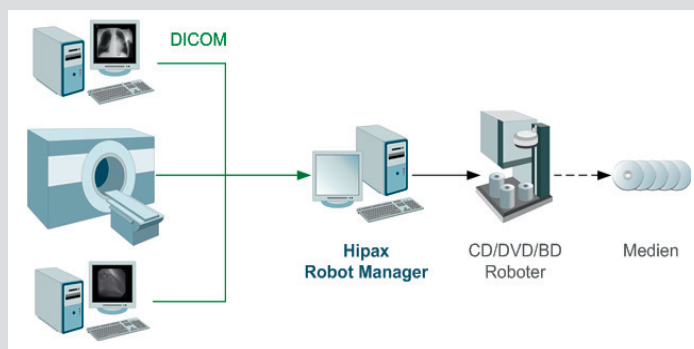 DICOM
Hipax
Robot Manager
CD/DVD/BD
Roboter
Medien